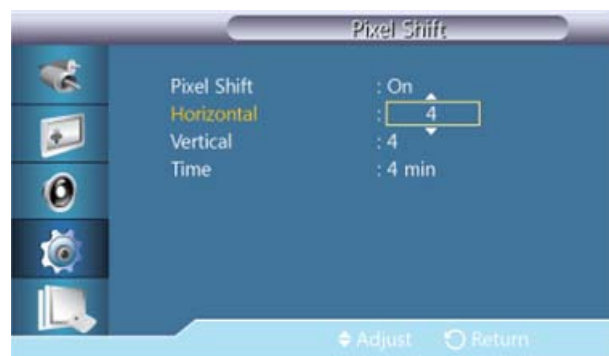 Pixel Shift
Pixel Shift : On
Horizontal : 4
Vertical : 4
Time : 4 min
Adjust Return